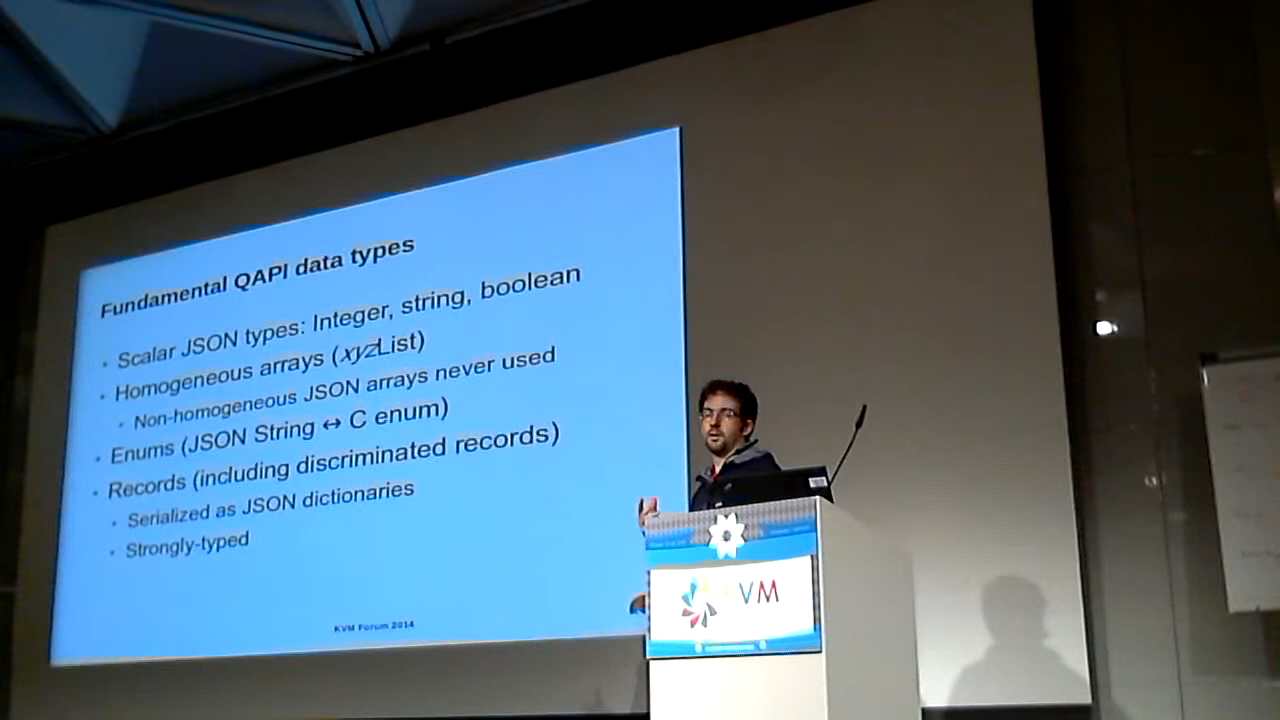 Fundamental QAPI data types
• Scalar JSON types: Integer, string, boolean
• Homogeneous arrays (xyzList)
• Non-homogeneous JSON arrays never used
• Enums (JSON String ↔ C enum)
• Records (including discriminated records)
• Serialized as JSON dictionaries
• Strongly-typed
KVM Forum 2014
KVM